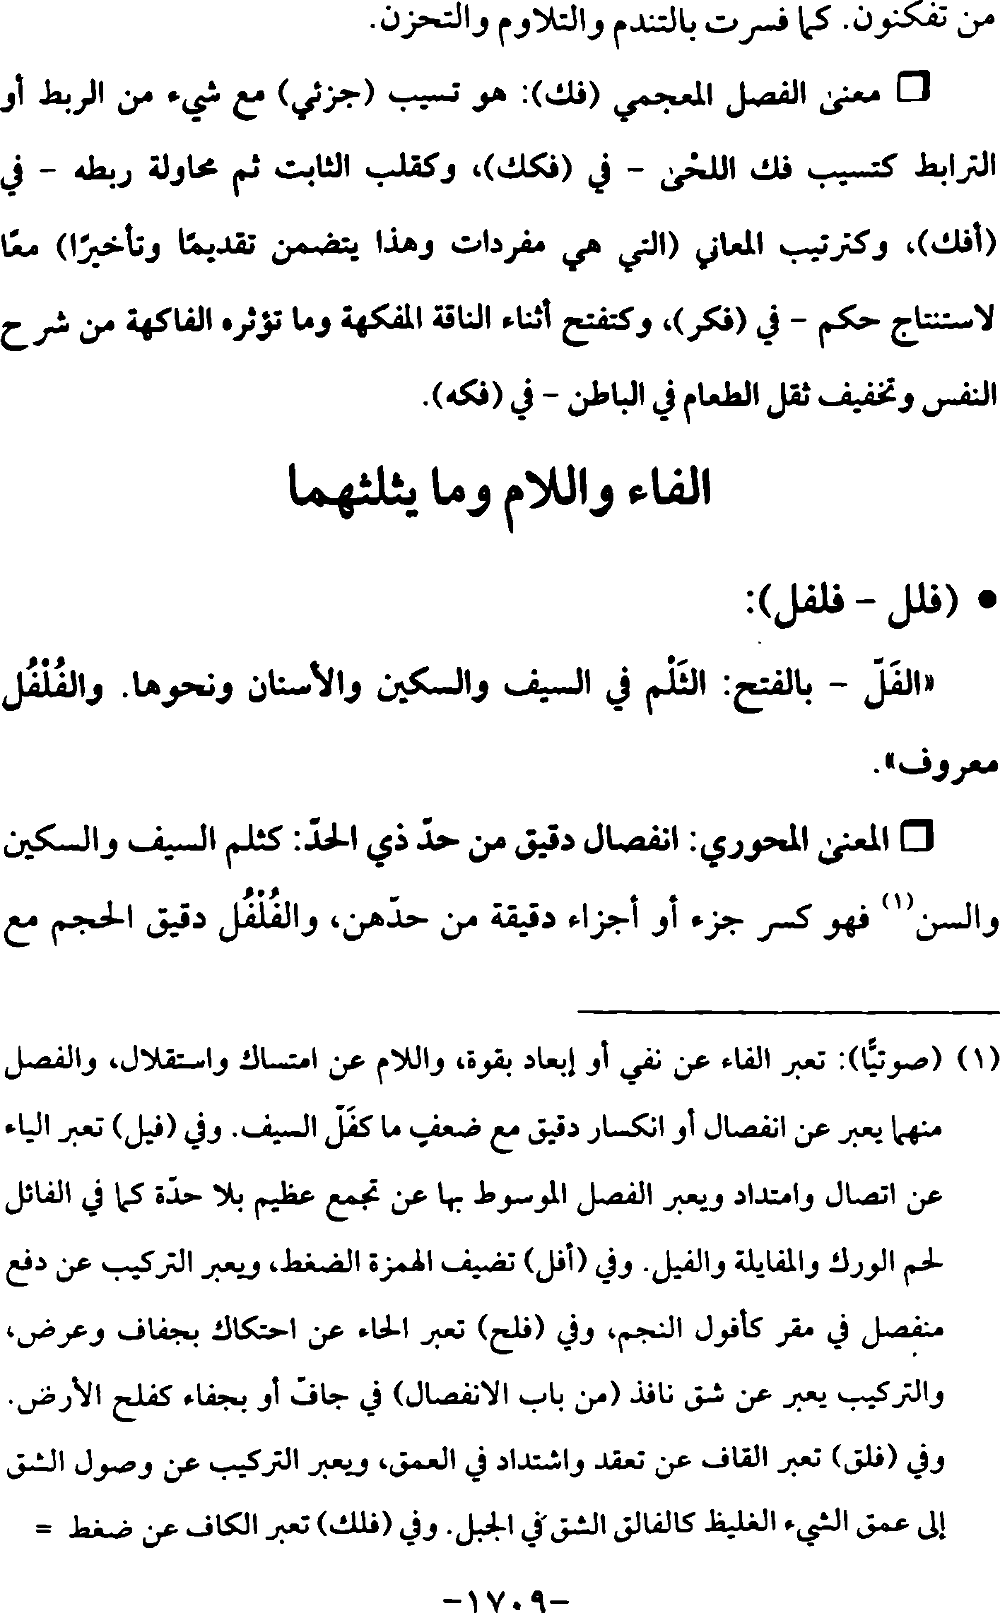 من تفكنون. كما فسرت بالتندم والتلاوم والتحزن.
❏ معنى الفصل المعجمي (فك): هو تسيب (جزئي) مع شيء من الربط أو
الترابط كتسيب فك اللحْى - في (فكك)، وكقلب الثابت ثم محاولة ربطه - في
(أفك)، وكترتيب المعاني (التي هي مفردات وهذا يتضمن تقديمًا وتأخيرًا) معًا
لاستنتاج حكم - في (فكر)، وكتفتح أثناء الناقة المفكهة وما تؤثره الفاكهة من شرح
النفس وتخفيف ثقل الطعام في الباطن - في (فكه).
الفاء واللام وما يثلثهما
• (فلل - فلفل):
«الفَلّ - بالفتح: الثَلْم في السيف والسكين والأسنان ونحوها. والفُلْفُل
معروف».
❏ المعنى المحوري: انفصال دقيق من حدّ ذي الحدّ: كثلم السيف والسكين
والسن(١) فهو كسر جزء أو أجزاء دقيقة من حدّهن، والفُلْفُل دقيق الحجم مع
(١) (صوتيًّا): تعبر الفاء عن نفي أو إبعاد بقوة، واللام عن امتساك واستقلال، والفصل
منهما يعبر عن انفصال أو انكسار دقيق مع ضعفٍ ما كفَلّ السيف. وفي (فيل) تعبر الياء
عن اتصال وامتداد ويعبر الفصل الموسوط بها عن تجمع عظيم بلا حدّة كما في الفائل
لحم الورك والمفايلة والفيل. وفي (أفل) تضيف الهمزة الضغط، ويعبر التركيب عن دفع
منفصل في مقر كأفول النجم، وفي (فلح) تعبر الحاء عن احتكاك بجفاف وعرض،
والتركيب يعبر عن شق نافذ (من باب الانفصال) في جافّ أو بجفاء كفلح الأرض.
وفي (فلق) تعبر القاف عن تعقد واشتداد في العمق، ويعبر التركيب عن وصول الشق
إلى عمق الشيء الغليظ كالفالق الشق في الجبل. وفي (فلك) تعبر الكاف عن ضغط =
-١٧٠٩-